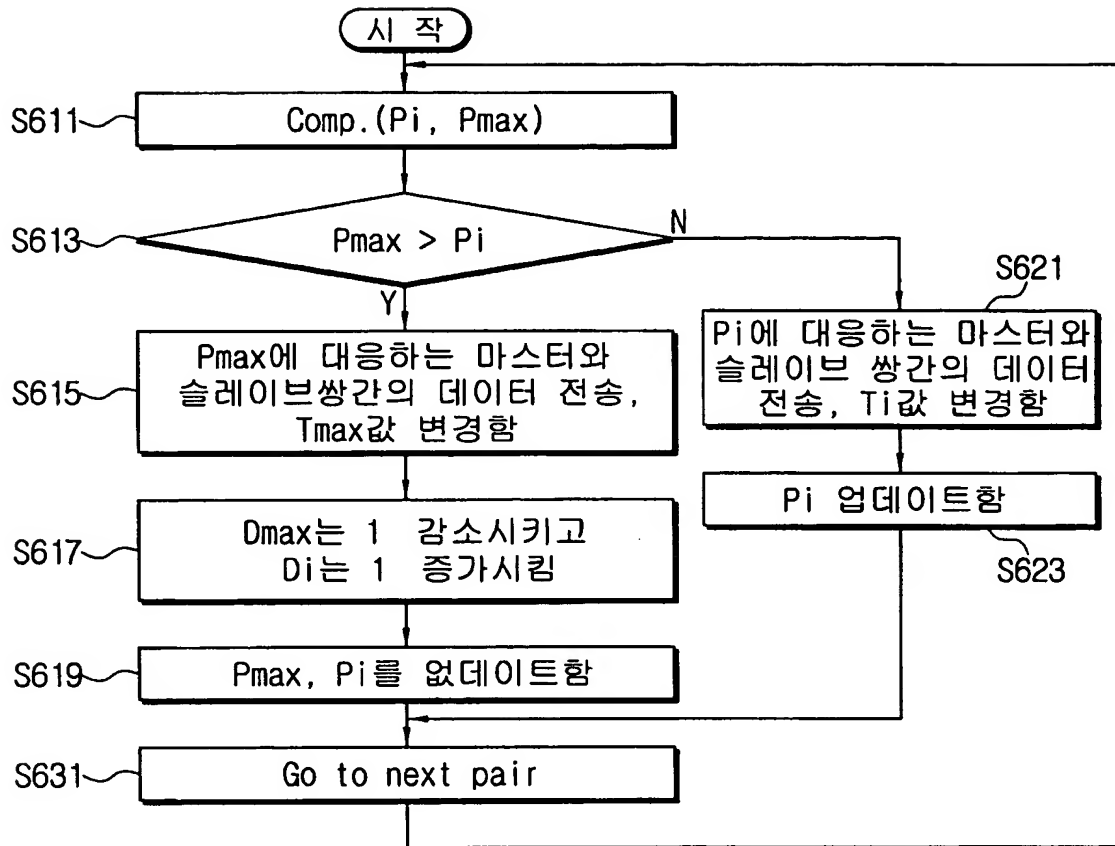 시 작
S611
Comp.(Pi, Pmax)
S613
Pmax > Pi
N
Y
S621
Pi에 대응하는 마스터와
슬레이브 쌍간의 데이터
전송, Ti값 변경함
S615
Pmax에 대응하는 마스터와
슬레이브쌍간의 데이터 전송,
Tmax값 변경함
Pi 업데이트함
S623
S617
Dmax는 1 감소시키고
Di는 1 증가시킴
S619
Pmax, Pi를 없데이트함
S631
Go to next pair